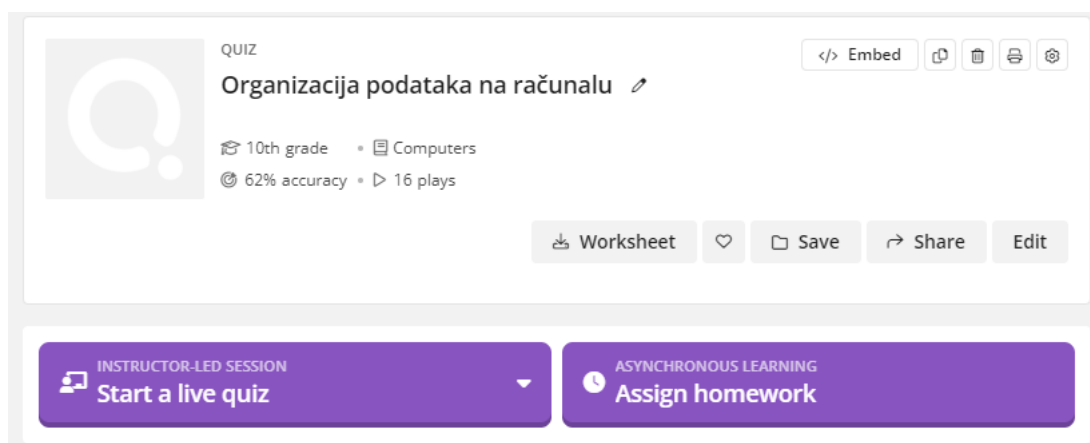 QUIZ
</> Embed
Organizacija podataka na računalu
10th grade • Computers
62% accuracy • 16 plays
Worksheet Save Share Edit
INSTRUCTOR-LED SESSION
Start a live quiz
ASYNCHRONOUS LEARNING
Assign homework